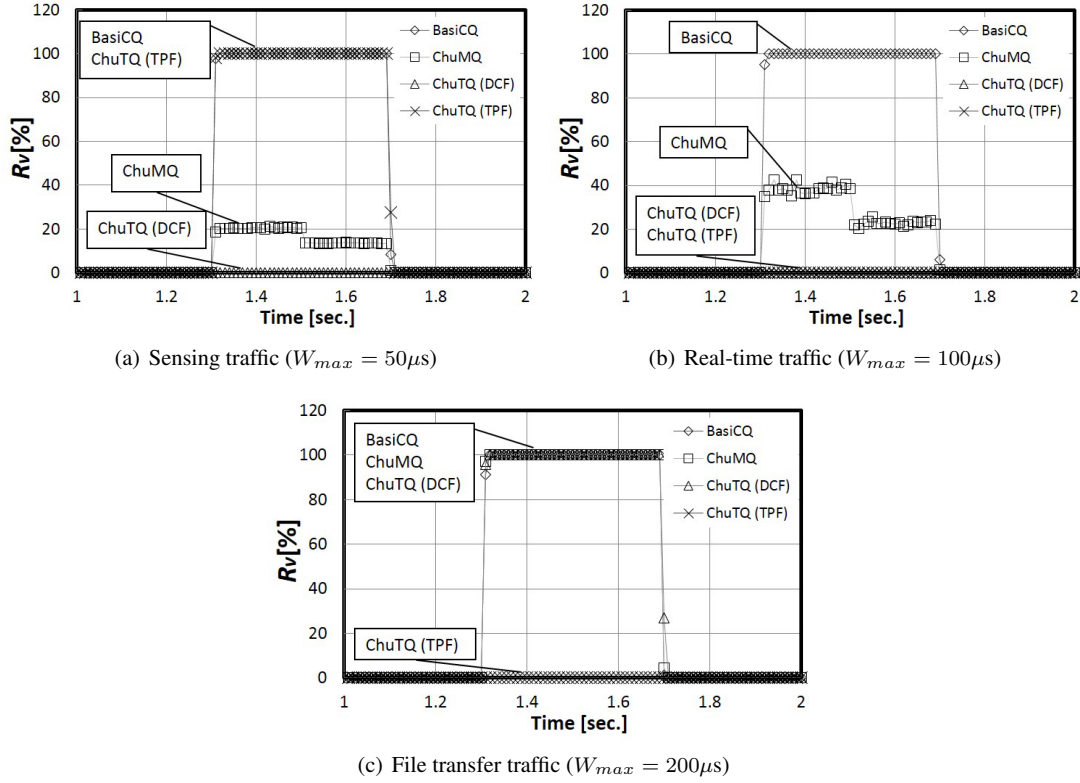 120
100
80
60
40
20
0
Rv[%]
BasiCQ
ChuTQ (TPF)
ChuMQ
ChuTQ (DCF)
BasiCQ
ChuMQ
ChuTQ (DCF)
ChuTQ (TPF)
1 1.2 1.4 1.6 1.8 2
Time [sec.]
(a) Sensing traffic (Wmax = 50μs)
120
100
80
60
40
20
0
Rv[%]
BasiCQ
ChuMQ
ChuTQ (DCF)
ChuTQ (TPF)
BasiCQ
ChuMQ
ChuTQ (DCF)
ChuTQ (TPF)
1 1.2 1.4 1.6 1.8 2
Time [sec.]
(b) Real-time traffic (Wmax = 100μs)
120
100
80
60
40
20
0
Rv[%]
BasiCQ
ChuMQ
ChuTQ (DCF)
ChuTQ (TPF)
BasiCQ
ChuMQ
ChuTQ (DCF)
ChuTQ (TPF)
1 1.2 1.4 1.6 1.8 2
Time [sec.]
(c) File transfer traffic (Wmax = 200μs)